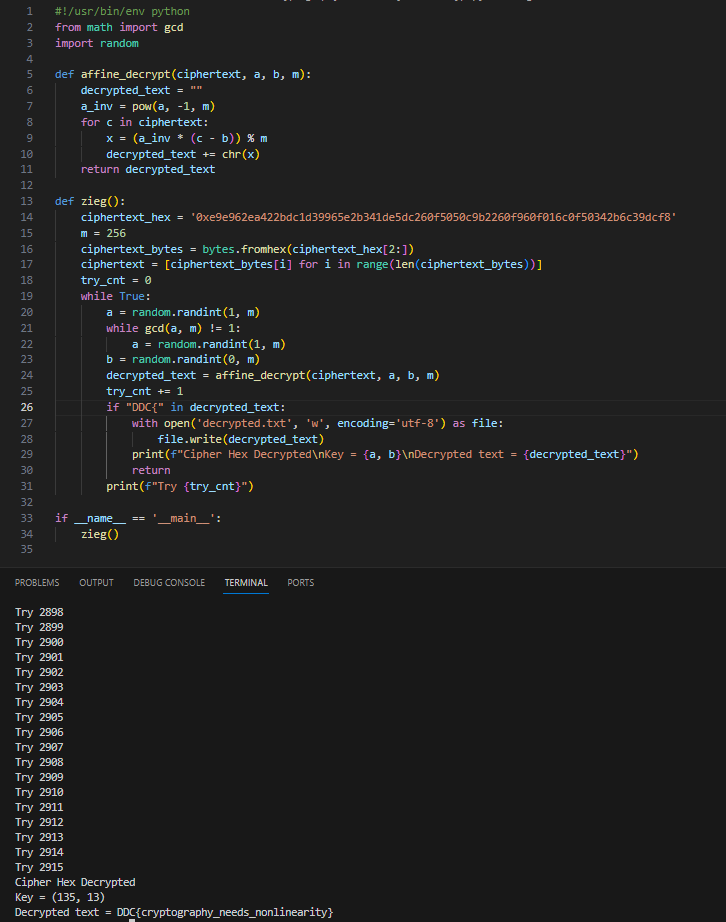 1 #!/usr/bin/env python
2 from math import gcd
3 import random
4
5 def affine_decrypt(ciphertext, a, b, m):
6     decrypted_text = ""
7     a_inv = pow(a, -1, m)
8     for c in ciphertext:
9         x = (a_inv * (c - b)) % m
10         decrypted_text += chr(x)
11     return decrypted_text
12
13 def zieg():
14     ciphertext_hex = '0xe9e962ea422bdc1d39965e2b341de5dc260f5050c9b2260f960f016c0f50342b6c39dcf8'
15     m = 256
16     ciphertext_bytes = bytes.fromhex(ciphertext_hex[2:])
17     ciphertext = [ciphertext_bytes[i] for i in range(len(ciphertext_bytes))]
18     try_cnt = 0
19     while True:
20         a = random.randint(1, m)
21         while gcd(a, m) != 1:
22             a = random.randint(1, m)
23         b = random.randint(0, m)
24         decrypted_text = affine_decrypt(ciphertext, a, b, m)
25         try_cnt += 1
26         if "DDC{" in decrypted_text:
27             with open('decrypted.txt', 'w', encoding='utf-8') as file:
28                 file.write(decrypted_text)
29             print(f"Cipher Hex Decrypted\nKey = {a, b}\nDecrypted text = {decrypted_text}")
30             return
31         print(f"Try {try_cnt}")
32
33 if __name__ == '__main__':
34     zieg()
35
PROBLEMS OUTPUT DEBUG CONSOLE TERMINAL PORTS
Try 2898
Try 2899
Try 2900
Try 2901
Try 2902
Try 2903
Try 2904
Try 2905
Try 2906
Try 2907
Try 2908
Try 2909
Try 2910
Try 2911
Try 2912
Try 2913
Try 2914
Try 2915
Cipher Hex Decrypted
Key = (135, 13)
Decrypted text = DDC{cryptography_needs_nonlinearity}